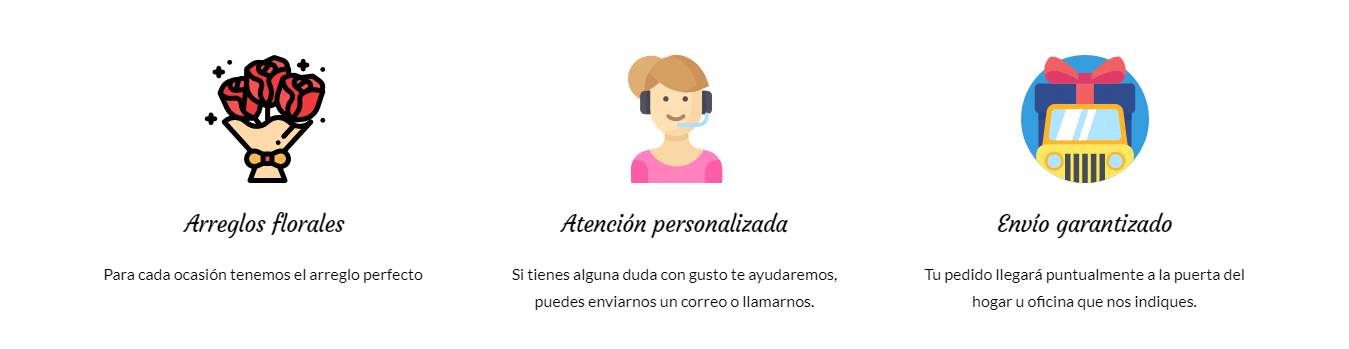 Arreglos florales
Para cada ocasión tenemos el arreglo perfecto
Atención personalizada
Si tienes alguna duda con gusto te ayudaremos,
puedes enviarnos un correo o llamarnos.
Envío garantizado
Tu pedido llegará puntualmente a la puerta del
hogar u oficina que nos indiques.